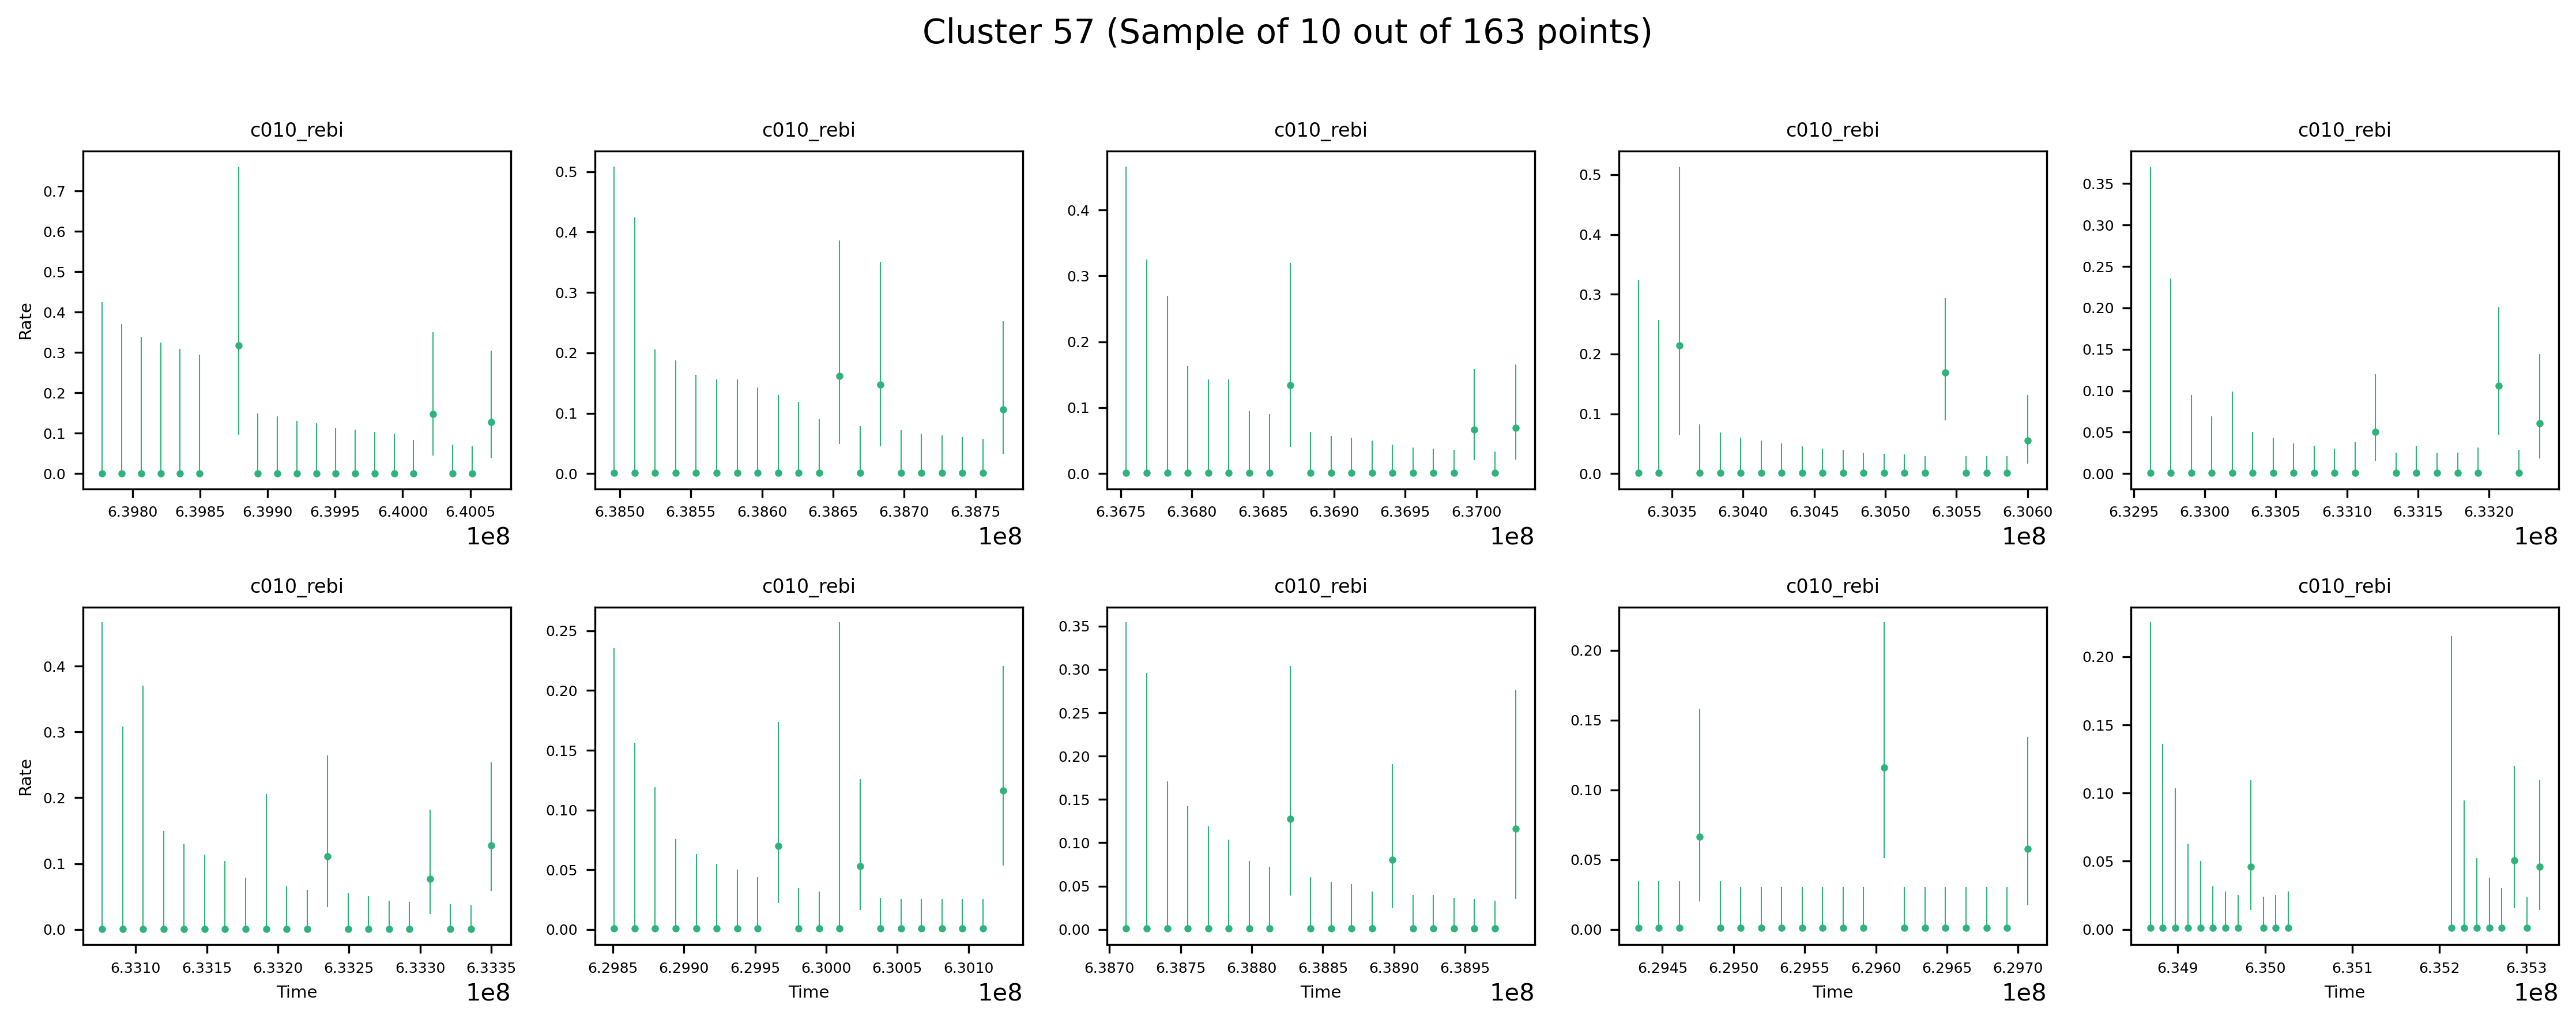 Cluster 57 (Sample of 10 out of 163 points)
c010_rebi c010_rebi c010_rebi c010_rebi c010_rebi
Rate
0.7 0.6 0.5 0.4 0.3 0.2 0.1 0.0
6.3980 6.3985 6.3990 6.3995 6.4000 6.4005
1e8
0.5 0.4 0.3 0.2 0.1 0.0
6.3850 6.3855 6.3860 6.3865 6.3870 6.3875
1e8
0.4 0.3 0.2 0.1 0.0
6.3675 6.3680 6.3685 6.3690 6.3695 6.3700
1e8
0.5 0.4 0.3 0.2 0.1 0.0
6.3035 6.3040 6.3045 6.3050 6.3055 6.3060
1e8
0.35 0.30 0.25 0.20 0.15 0.10 0.05 0.00
6.3295 6.3300 6.3305 6.3310 6.3315 6.3320
1e8
c010_rebi c010_rebi c010_rebi c010_rebi c010_rebi
Rate
0.4 0.3 0.2 0.1 0.0
6.3310 6.3315 6.3320 6.3325 6.3330 6.3335
Time 1e8
0.25 0.20 0.15 0.10 0.05 0.00
6.2985 6.2990 6.2995 6.3000 6.3005 6.3010
Time 1e8
0.35 0.30 0.25 0.20 0.15 0.10 0.05 0.00
6.3870 6.3875 6.3880 6.3885 6.3890 6.3895
Time 1e8
0.20 0.15 0.10 0.05 0.00
6.2945 6.2950 6.2955 6.2960 6.2965 6.2970
Time 1e8
0.20 0.15 0.10 0.05 0.00
6.349 6.350 6.351 6.352 6.353
Time 1e8